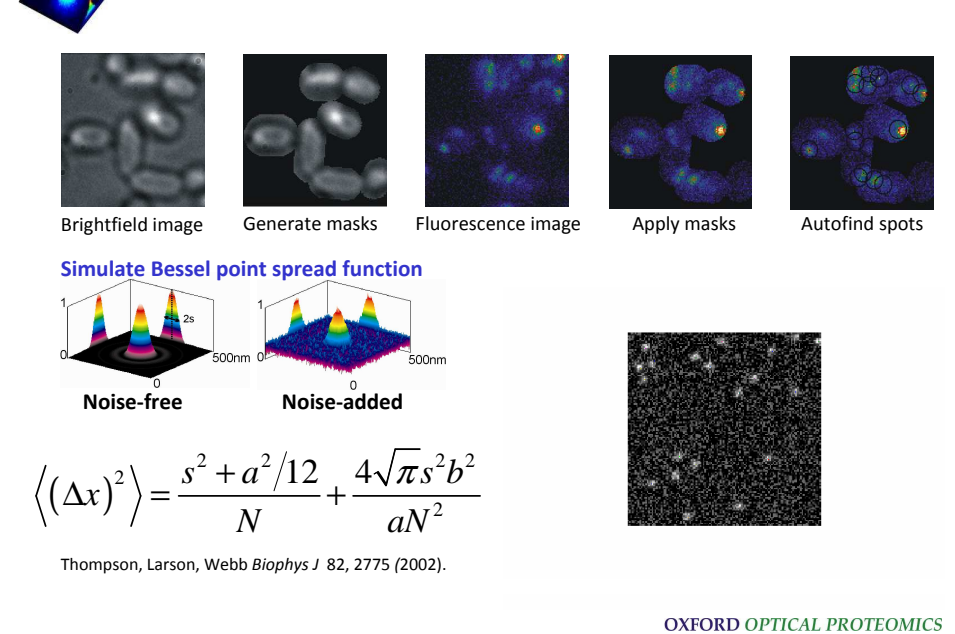 Brightfield image
Generate masks
Fluorescence image
Apply masks
Autofind spots
Simulate Bessel point spread function
1
2s
0
500nm
0
1
0
500nm
0
Noise-free
Noise-added
⟨(Δx)²⟩ = (s² + a²/12)/N + (4√π s²b²)/(aN²)
Thompson, Larson, Webb Biophys J 82, 2775 (2002).
OXFORD OPTICAL PROTEOMICS